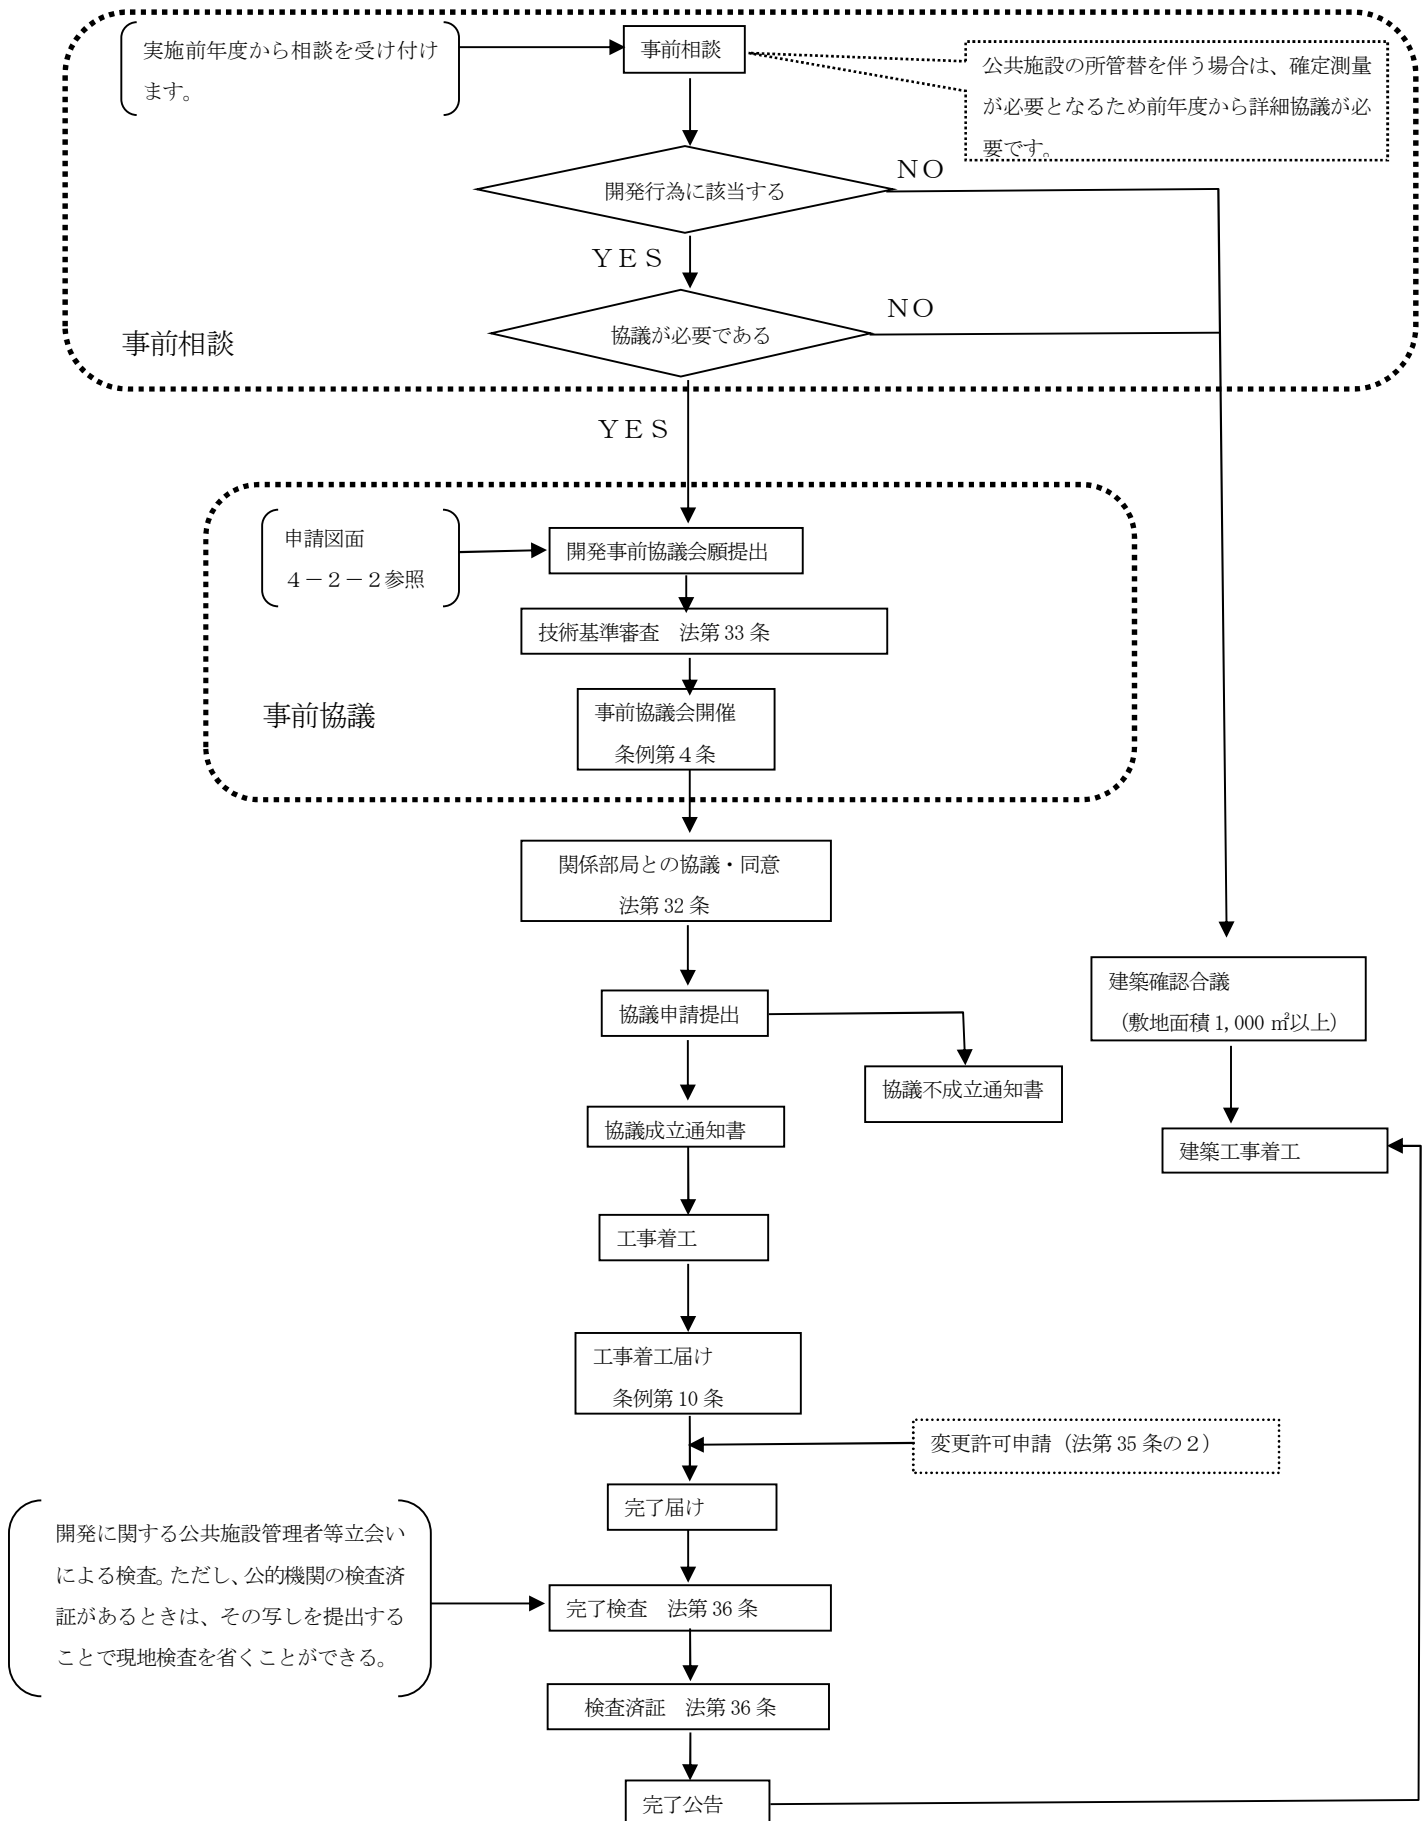 実施前年度から相談を受け付け
ます。
事前相談
公共施設の所管替を伴う場合は、確定測量
が必要となるため前年度から詳細協議が必
要です。
開発行為に該当する
NO
YES
協議が必要である
NO
事前相談
YES
申請図面
4-2-2参照
開発事前協議会願提出
技術基準審査　法第33条
事前協議会開催
条例第4条
事前協議
関係部局との協議・同意
法第32条
建築確認合議
（敷地面積1,000㎡以上）
協議申請提出
協議不成立通知書
協議成立通知書
建築工事着工
工事着工
工事着工届け
条例第10条
変更許可申請（法第35条の2）
完了届け
開発に関する公共施設管理者等立会い
による検査。ただし、公的機関の検査済
証があるときは、その写しを提出する
ことで現地検査を省くことができる。
完了検査　法第36条
検査済証　法第36条
完了公告